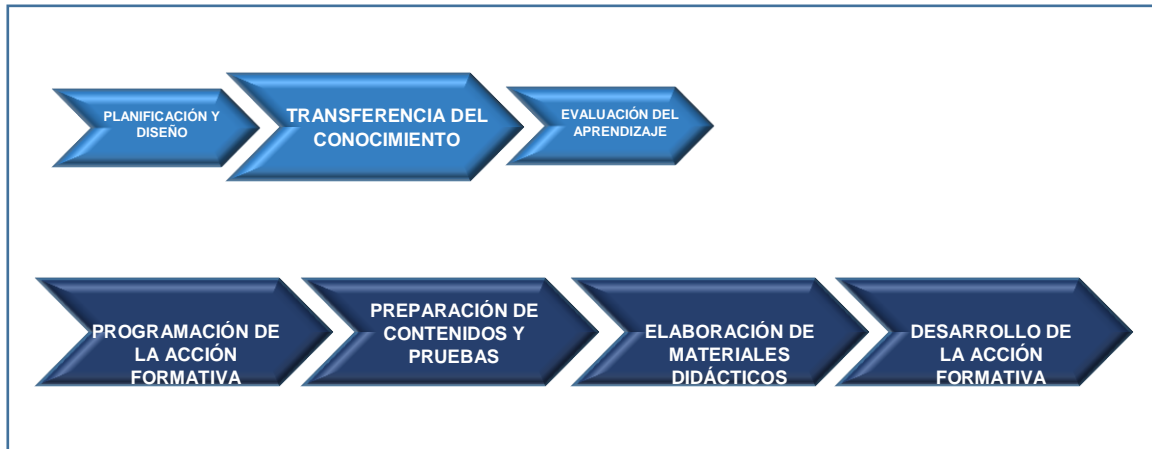 PLANIFICACIÓN Y
DISEÑO
TRANSFERENCIA DEL
CONOCIMIENTO
EVALUACIÓN DEL
APRENDIZAJE
PROGRAMACIÓN DE
LA ACCIÓN
FORMATIVA
PREPARACIÓN DE
CONTENIDOS Y
PRUEBAS
ELABORACIÓN DE
MATERIALES
DIDÁCTICOS
DESARROLLO DE
LA ACCIÓN
FORMATIVA